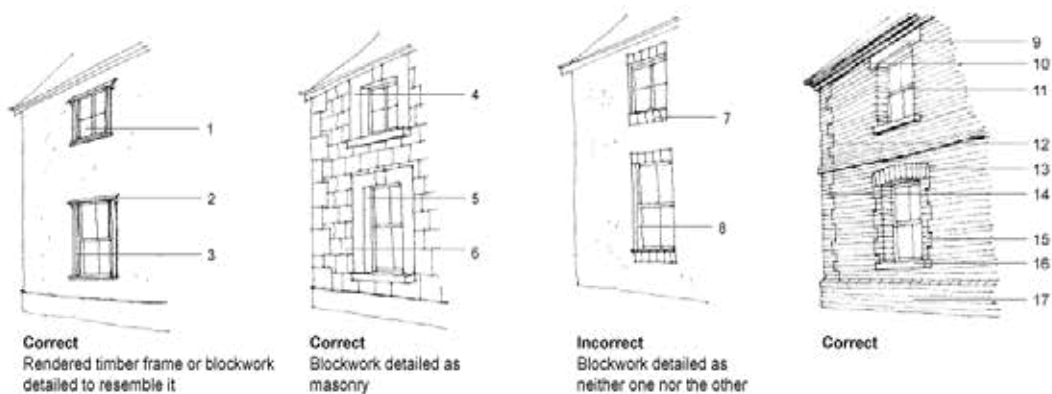 1
2
3
4
5
6
7
8
9
10
11
12
13
14
15
16
17
Correct
Rendered timber frame or blockwork
detailed to resemble it
Correct
Blockwork detailed as
masonry
Incorrect
Blockwork detailed as
neither one nor the other
Correct